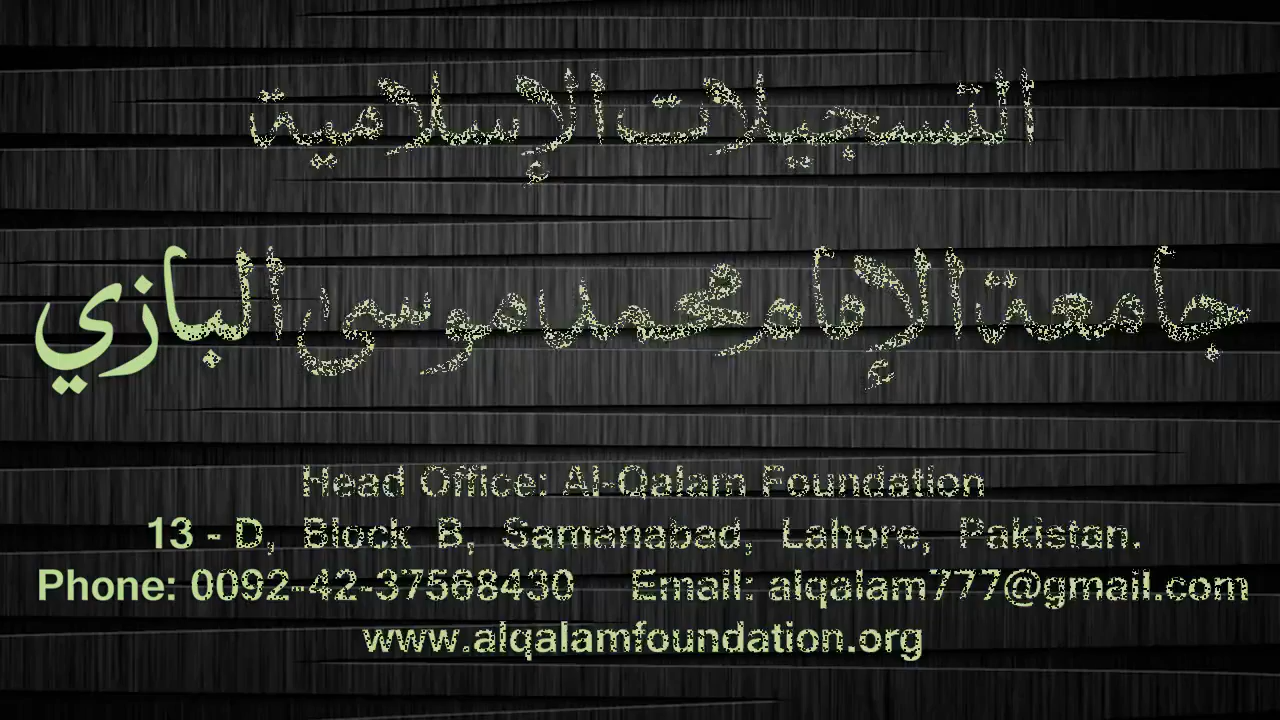 التسجيلات الإسلامية
جامعة الإمام محمد موسى البازي
Head Office: Al-Qalam Foundation
13 - D, Block B, Samanabad, Lahore, Pakistan.
Phone: 0092-42-37568430 Email: alqalam777@gmail.com
www.alqalamfoundation.org